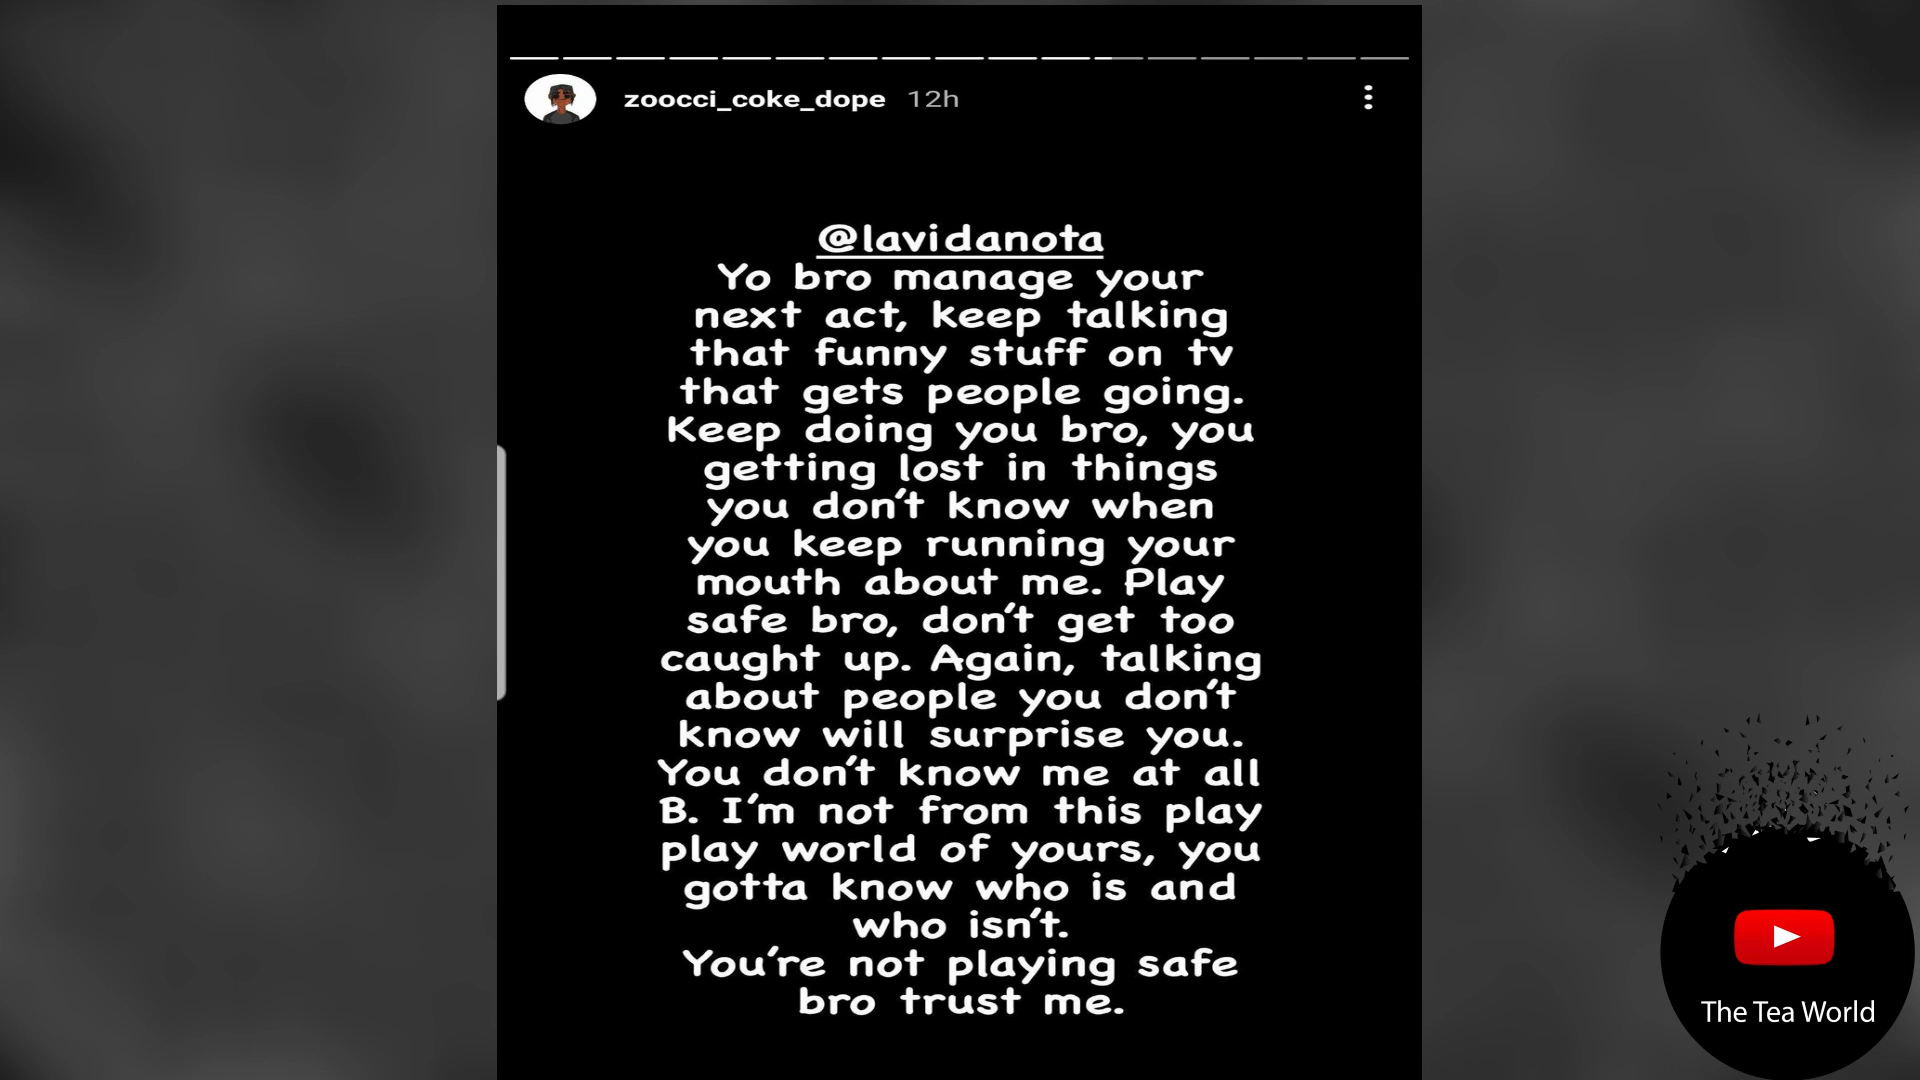 zoocci_coke_dope 12h
@lavidanota
Yo bro manage your
next act, keep talking
that funny stuff on tv
that gets people going.
Keep doing you bro, you
getting lost in things
you don't know when
you keep running your
mouth about me. Play
safe bro, don't get too
caught up. Again, talking
about people you don't
know will surprise you.
You don't know me at all
B. I'm not from this play
play world of yours, you
gotta know who is and
who isn't.
You're not playing safe
bro trust me.
The Tea World